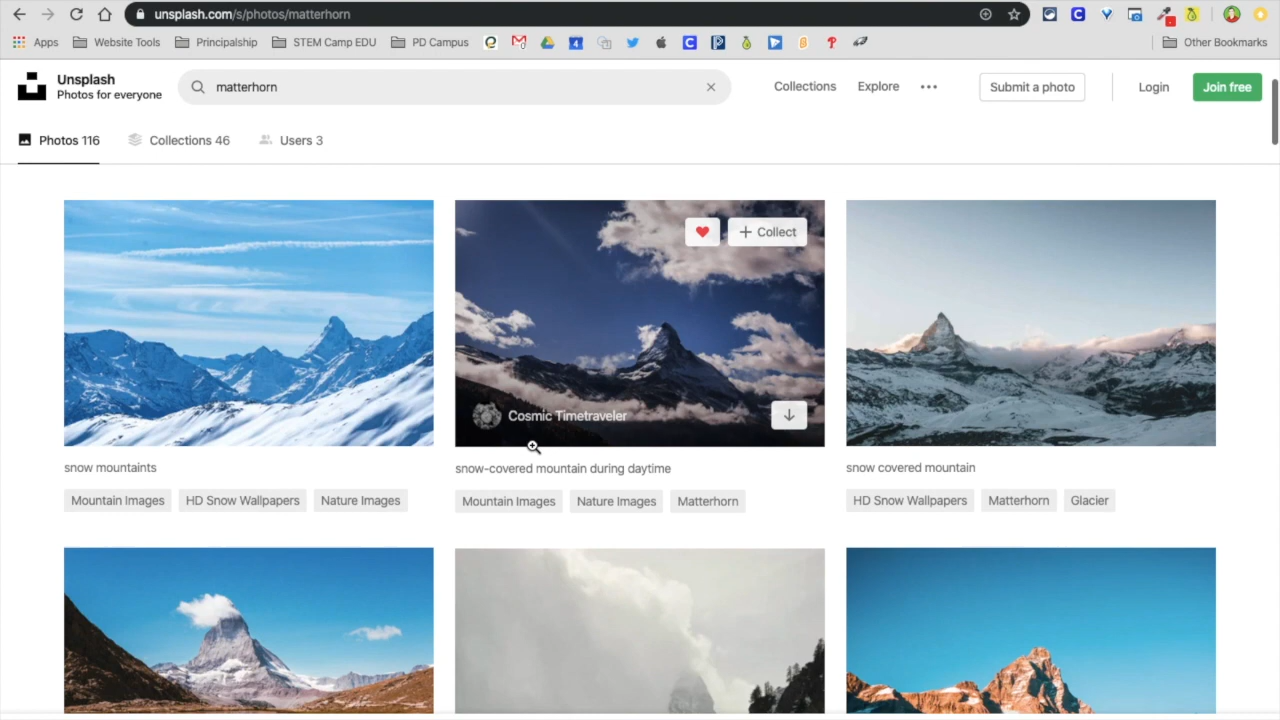 unsplash.com/s/photos/matterhorn
Apps Website Tools Principalship STEM Camp EDU PD Campus Other Bookmarks
Unsplash
Photos for everyone
matterhorn
Collections Explore Submit a photo Login Join free
Photos 116 Collections 46 Users 3
Collect
Cosmic Timetraveler
snow mountaints
snow-covered mountain during daytime
snow covered mountain
Mountain Images HD Snow Wallpapers Nature Images
Mountain Images Nature Images Matterhorn
HD Snow Wallpapers Matterhorn Glacier